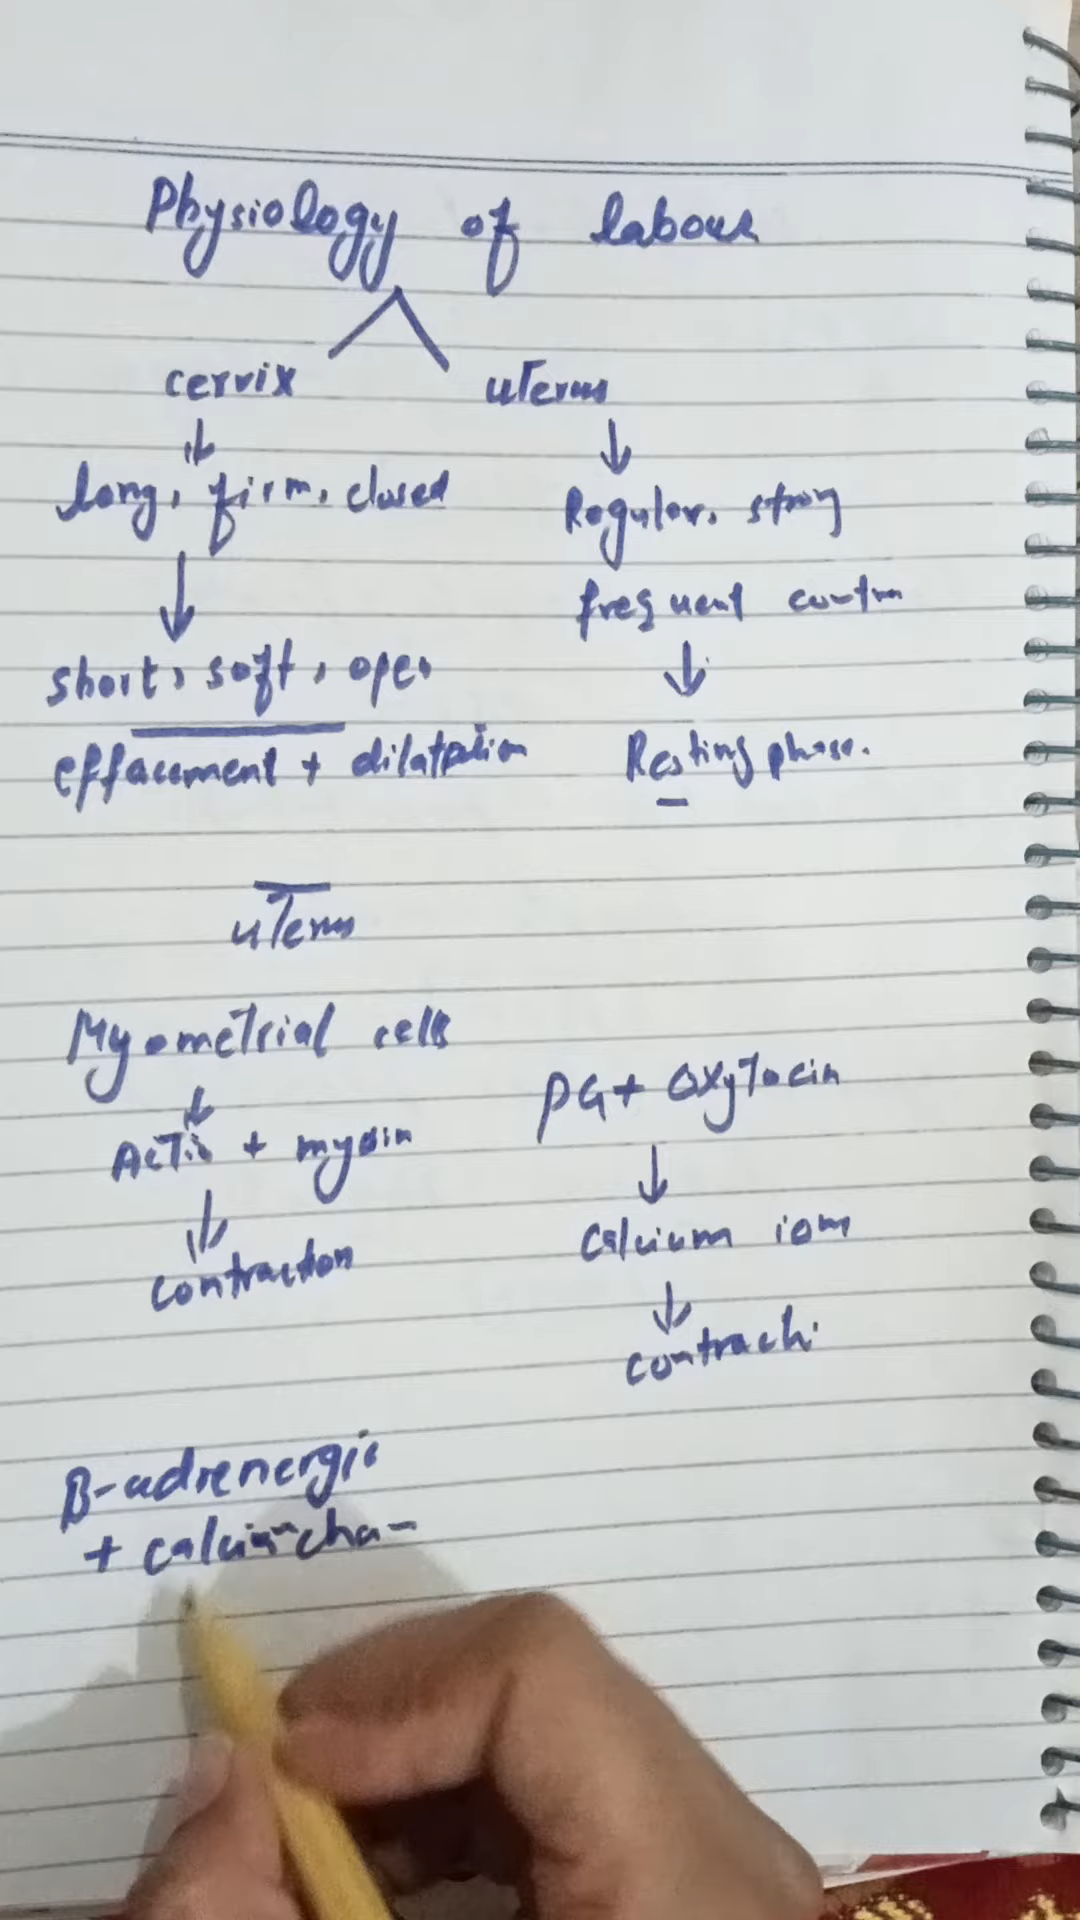 Physiology of labour
cervix uterus
long, firm, closed
Regular, strong
frequent contra
short, soft, open
effacement + dilatation
Resting phase.
uterus
Myometrial cells
PG + oxytocin
Actin + myosin
calcium ions
contraction
contracti
B-adrenergic
+ calcium cha